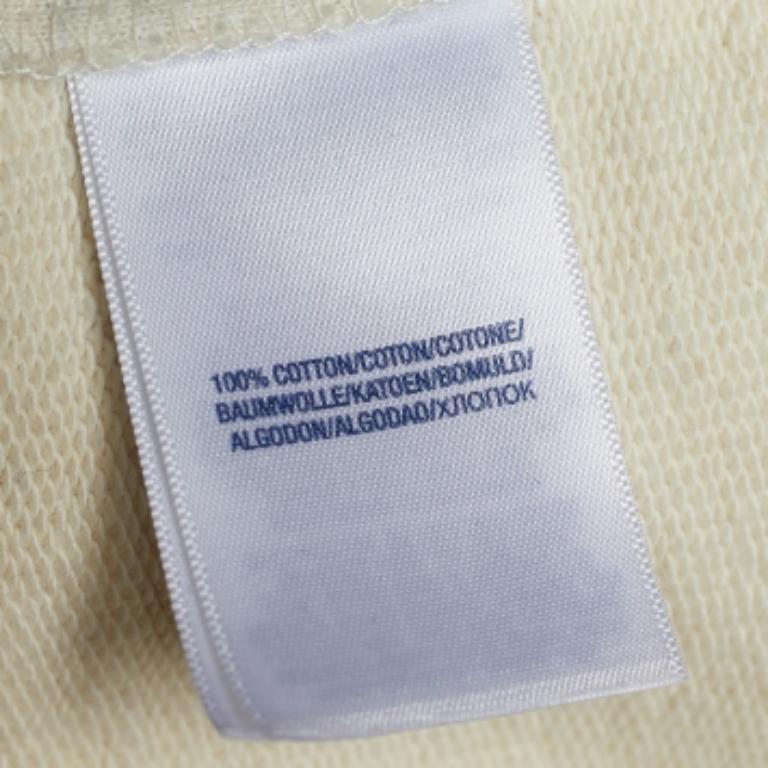 100% COTTON/COTON/COTONE/
BAUMWOLLE/KATOEN/BOMULD/
ALGODON/ALGODAO/ХЛОПОК